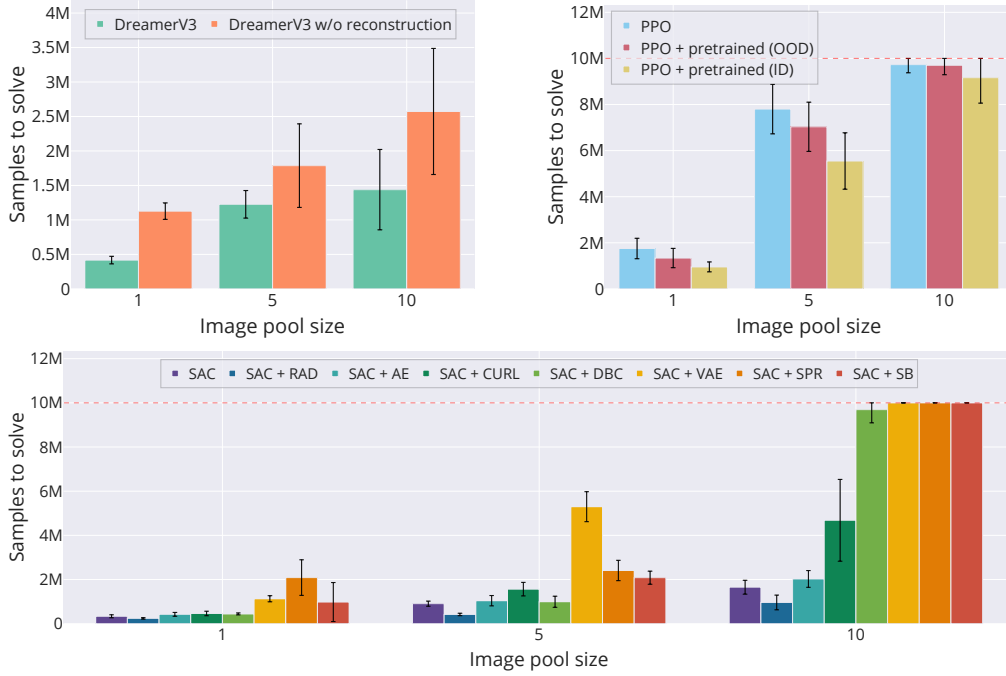 4M
3.5M
3M
2.5M
2M
1.5M
1M
0.5M
0
Samples to solve
DreamerV3 DreamerV3 w/o reconstruction
1 5 10
Image pool size
12M
10M
8M
6M
4M
2M
0
Samples to solve
PPO
PPO + pretrained (OOD)
PPO + pretrained (ID)
1 5 10
Image pool size
12M
10M
8M
6M
4M
2M
0
Samples to solve
SAC SAC + RAD SAC + AE SAC + CURL SAC + DBC SAC + VAE SAC + SPR SAC + SB
1 5 10
Image pool size